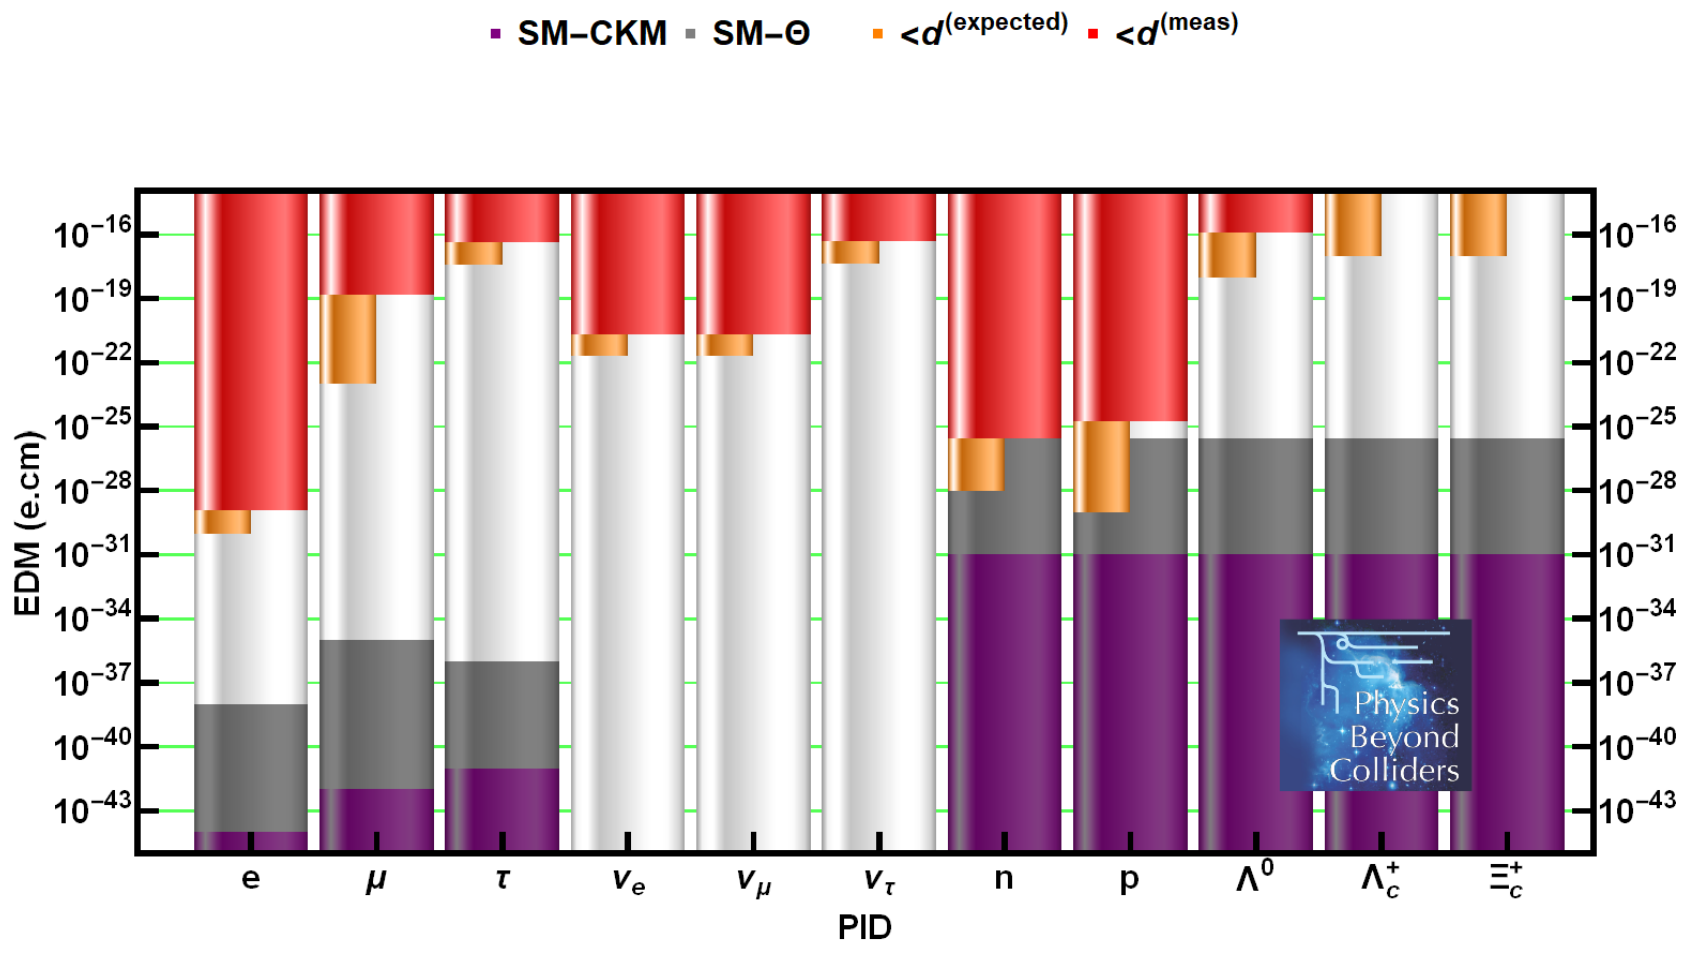 SM–CKM SM–Θ <d^(expected) <d^(meas)
10^−16 10^−16
10^−19 10^−19
10^−22 10^−22
10^−25 10^−25
10^−28 10^−28
10^−31 10^−31
10^−34 10^−34
10^−37 10^−37
10^−40 10^−40
10^−43 10^−43
EDM (e.cm)
Physics
Beyond
Colliders
e μ τ ν_e ν_μ ν_τ n p Λ^0 Λ_c^+ Ξ_c^+
PID